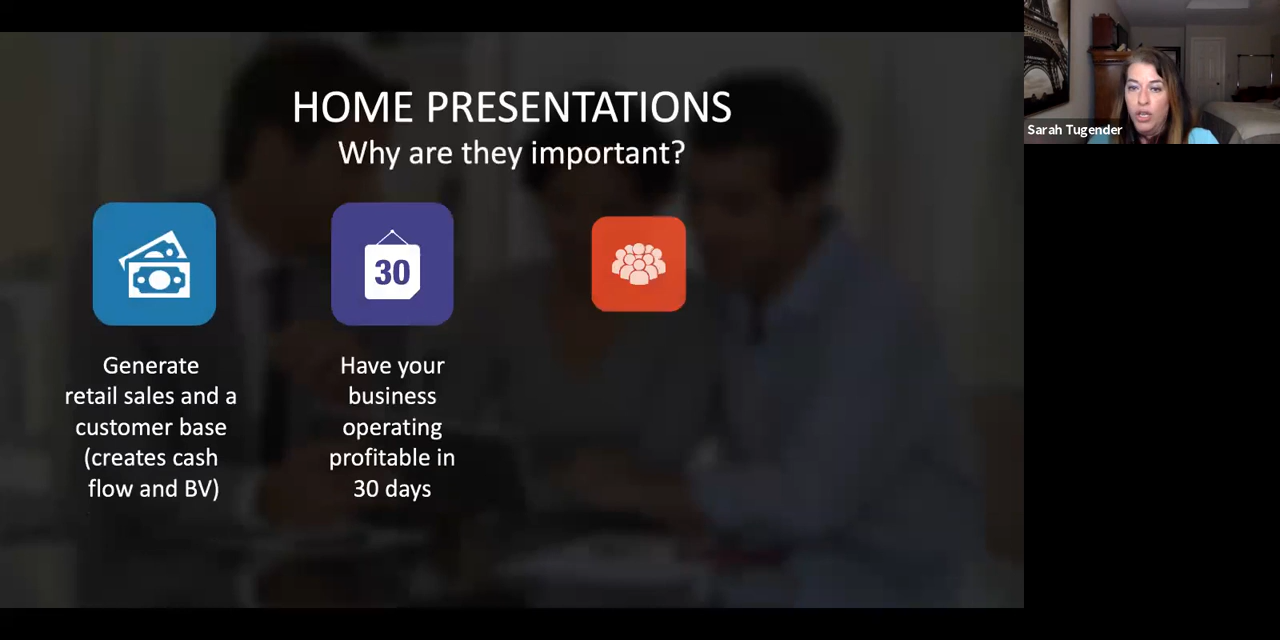 HOME PRESENTATIONS
Why are they important?
30
Generate
retail sales and a
customer base
(creates cash
flow and BV)
Have your
business
operating
profitable in
30 days
Sarah Tugender